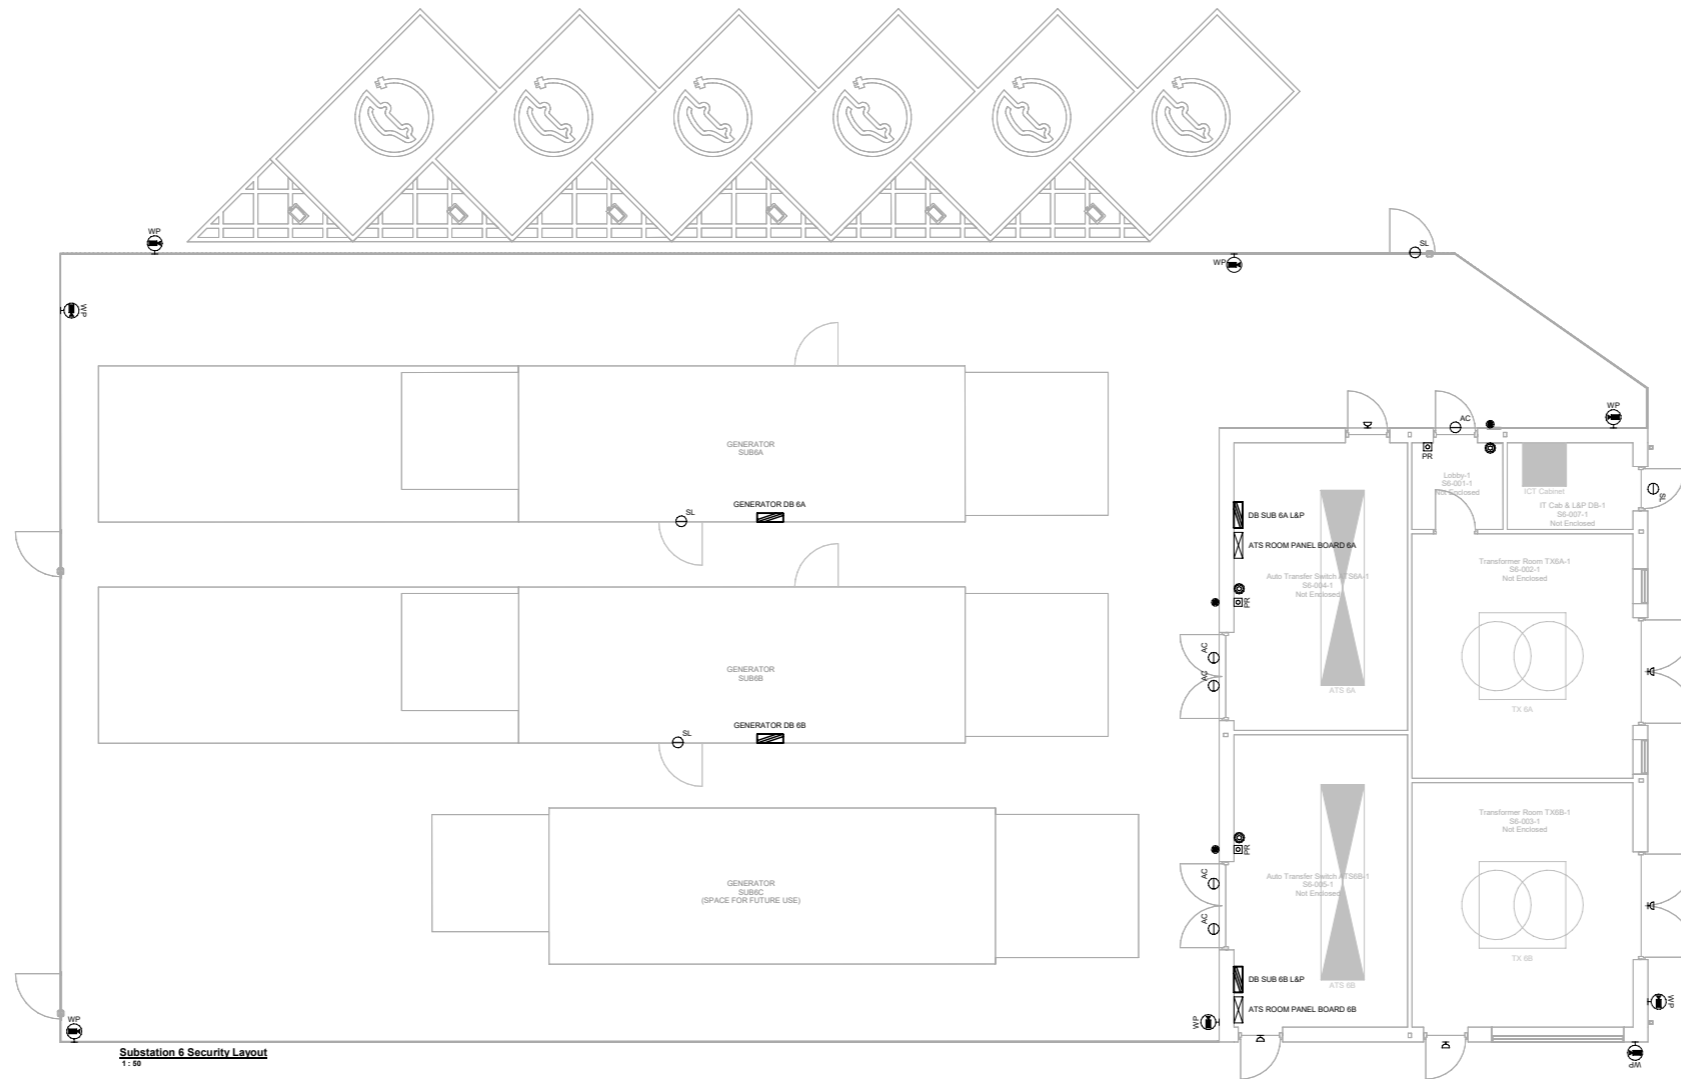 SL
WP
WP
WP
WP
WP
AC
GENERATOR
SUB6A
PR
Lobby-1
S6-001-1
Not Enclosed
ICT Cabinet
IT Cab & L&P DB-1
S6-007-1
Not Enclosed
SL
GENERATOR DB 6A
SL
DB SUB 6A L&P
ATS ROOM PANEL BOARD 6A
Transformer Room TX6A-1
S6-002-1
Not Enclosed
Auto Transfer Switch ATS6A-1
S6-004-1
Not Enclosed
PR
AC
AC
GENERATOR
SUB6B
ATS 6A
TX 6A
GENERATOR DB 6B
SL
Transformer Room TX6B-1
S6-003-1
Not Enclosed
PR
GENERATOR
SUB6C
(SPACE FOR FUTURE USE)
AC
Auto Transfer Switch ATS6B-1
S6-005-1
Not Enclosed
AC
TX 6B
DB SUB 6B L&P
ATS 6B
ATS ROOM PANEL BOARD 6B
WP
WP
WP
WP
Substation 6 Security Layout
1 : 50